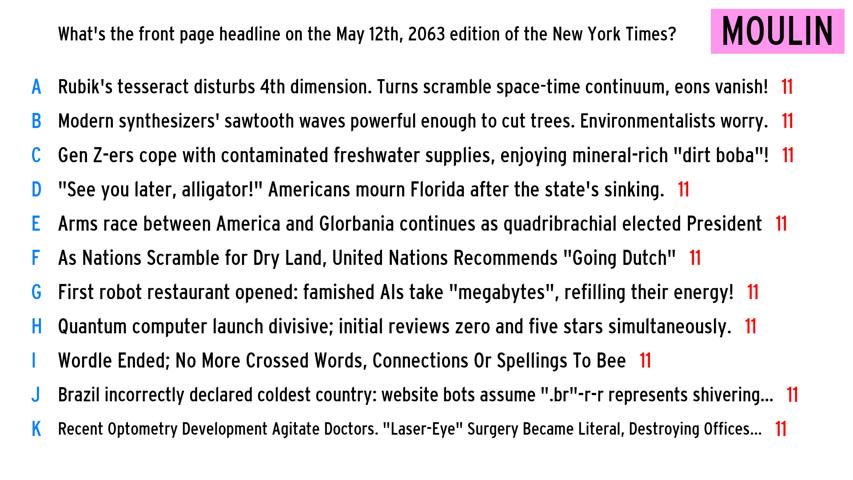 What's the front page headline on the May 12th, 2063 edition of the New York Times? MOULIN
A Rubik's tesseract disturbs 4th dimension. Turns scramble space-time continuum, eons vanish! 11
B Modern synthesizers' sawtooth waves powerful enough to cut trees. Environmentalists worry. 11
C Gen Z-ers cope with contaminated freshwater supplies, enjoying mineral-rich "dirt boba"! 11
D "See you later, alligator!" Americans mourn Florida after the state's sinking. 11
E Arms race between America and Glorbania continues as quadribrachial elected President 11
F As Nations Scramble for Dry Land, United Nations Recommends "Going Dutch" 11
G First robot restaurant opened: famished AIs take "megabytes", refilling their energy! 11
H Quantum computer launch divisive; initial reviews zero and five stars simultaneously. 11
I Wordle Ended; No More Crossed Words, Connections Or Spellings To Bee 11
J Brazil incorrectly declared coldest country: website bots assume ".br"-r-r represents shivering... 11
K Recent Optometry Development Agitate Doctors. "Laser-Eye" Surgery Became Literal, Destroying Offices... 11